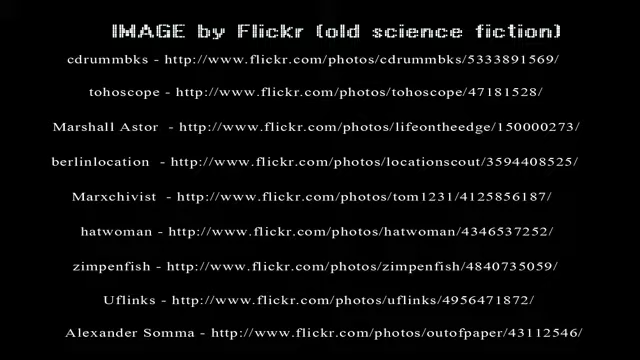 IMAGE by Flickr (old science fiction)
cdrummbks - http://www.flickr.com/photos/cdrummbks/5333891569/
tohoscope - http://www.flickr.com/photos/tohoscope/47181528/
Marshall Astor - http://www.flickr.com/photos/lifeontheedge/150000273/
berlinlocation - http://www.flickr.com/photos/locationscout/3594408525/
Marxchivist - http://www.flickr.com/photos/tom1231/4125856187/
hatwoman - http://www.flickr.com/photos/hatwoman/4346537252/
zimpenfish - http://www.flickr.com/photos/zimpenfish/4840735059/
Uflinks - http://www.flickr.com/photos/uflinks/4956471872/
Alexander Somma - http://www.flickr.com/photos/outofpaper/43112546/